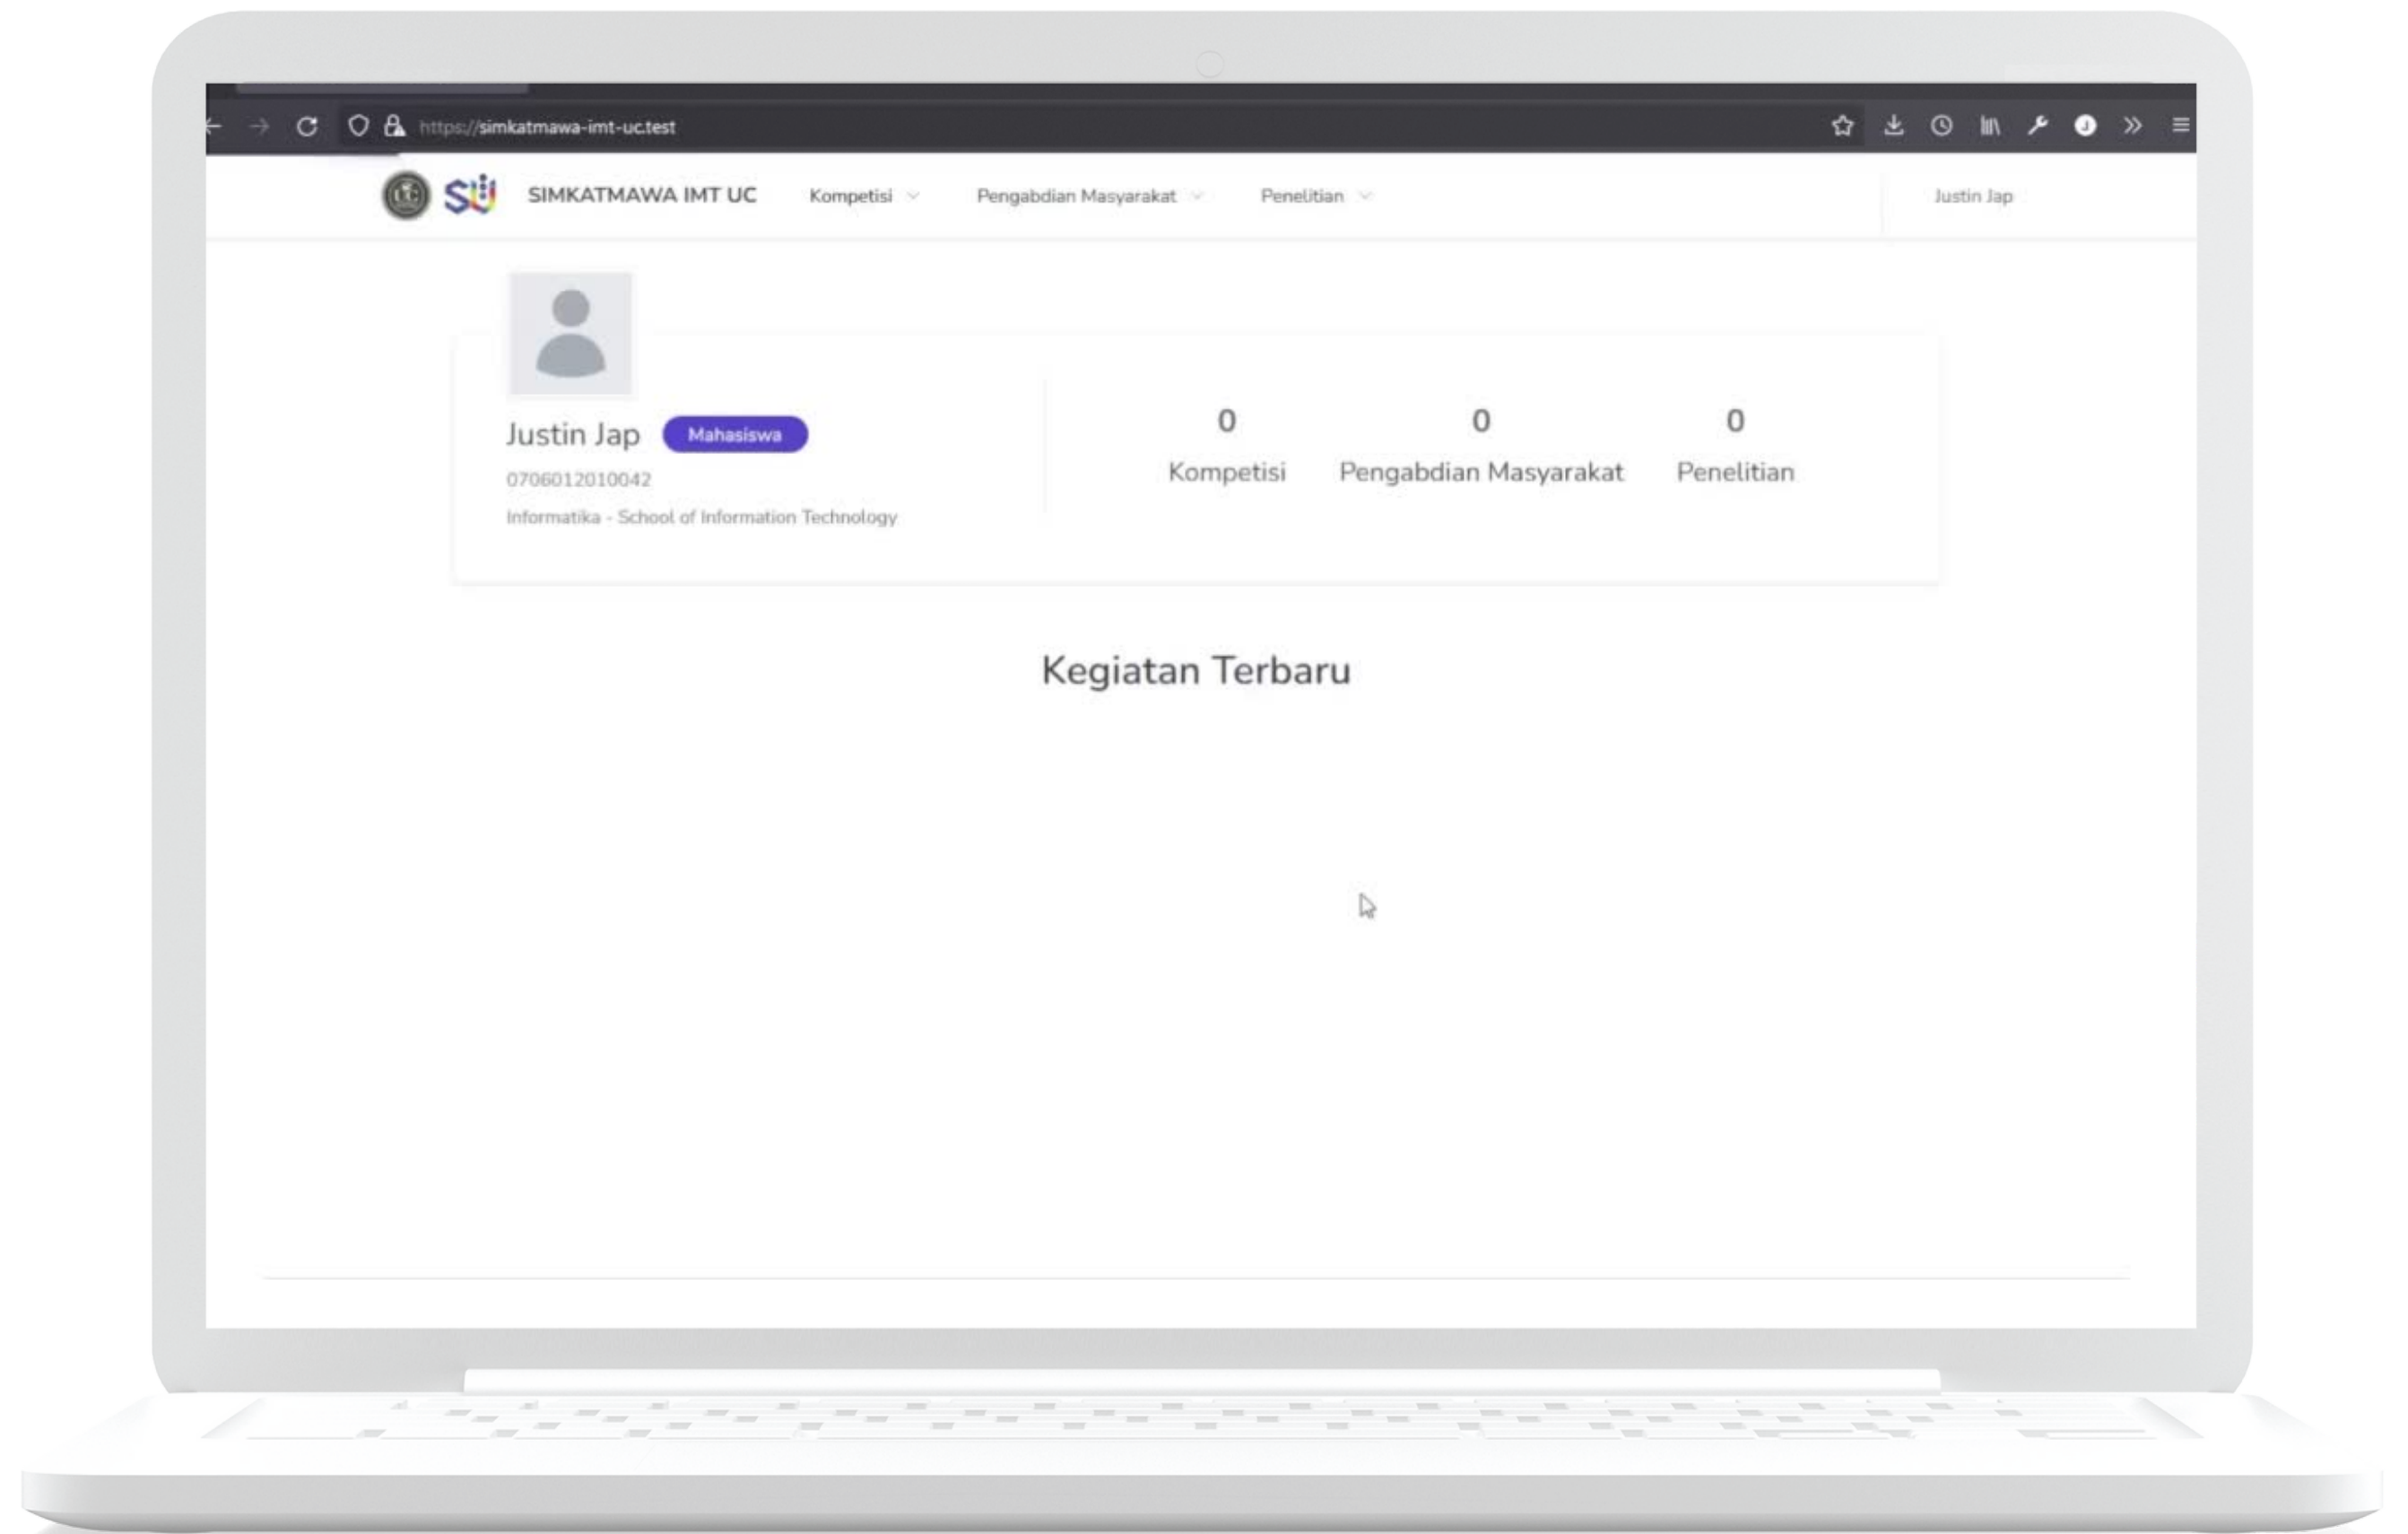 https://simkatmawa-imt-uc.test
SIMKATMAWA IMT UC Kompetisi Pengabdian Masyarakat Penelitian Justin Jap
Justin Jap Mahasiswa
0706012010042
Informatika - School of Information Technology
0 0 0
Kompetisi Pengabdian Masyarakat Penelitian
Kegiatan Terbaru